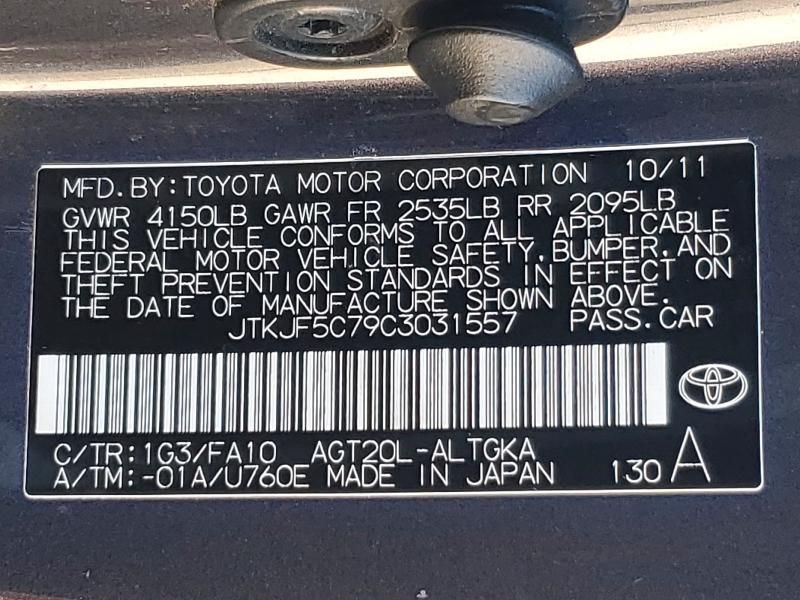 MFD.BY:TOYOTA MOTOR CORPORATION 10/11
GVWR 4150LB GAWR FR 2535LB RR 2095LB
THIS VEHICLE CONFORMS TO ALL APPLICABLE
FEDERAL MOTOR VEHICLE SAFETY,BUMPER,AND
THEFT PREVENTION STANDARDS IN EFFECT ON
THE DATE OF MANUFACTURE SHOWN ABOVE.
JTKJF5C79C3031557 PASS.CAR
C/TR:1G3/FA10 AGT20L-ALTGKA
A/TM:-01A/U760E MADE IN JAPAN 130 A